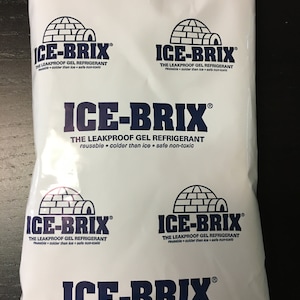 ICE-BRIX® ICE-BRIX®
THE LEAKPROOF GEL REFRIGERANT THE LEAKPROOF GEL REFRIGERANT
reusable • colder than ice • safe non-toxic reusable • colder than ice • safe non-toxic
ICE-BRIX®
THE LEAKPROOF GEL REFRIGERANT
reusable • colder than ice • safe non-toxic
ICE-BRIX® ICE-BRIX®
THE LEAKPROOF GEL REFRIGERANT THE LEAKPROOF GEL REFRIGERANT
reusable • colder than ice • safe non-toxic reusable • colder than ice • safe non-toxic
ICE-BRIX®